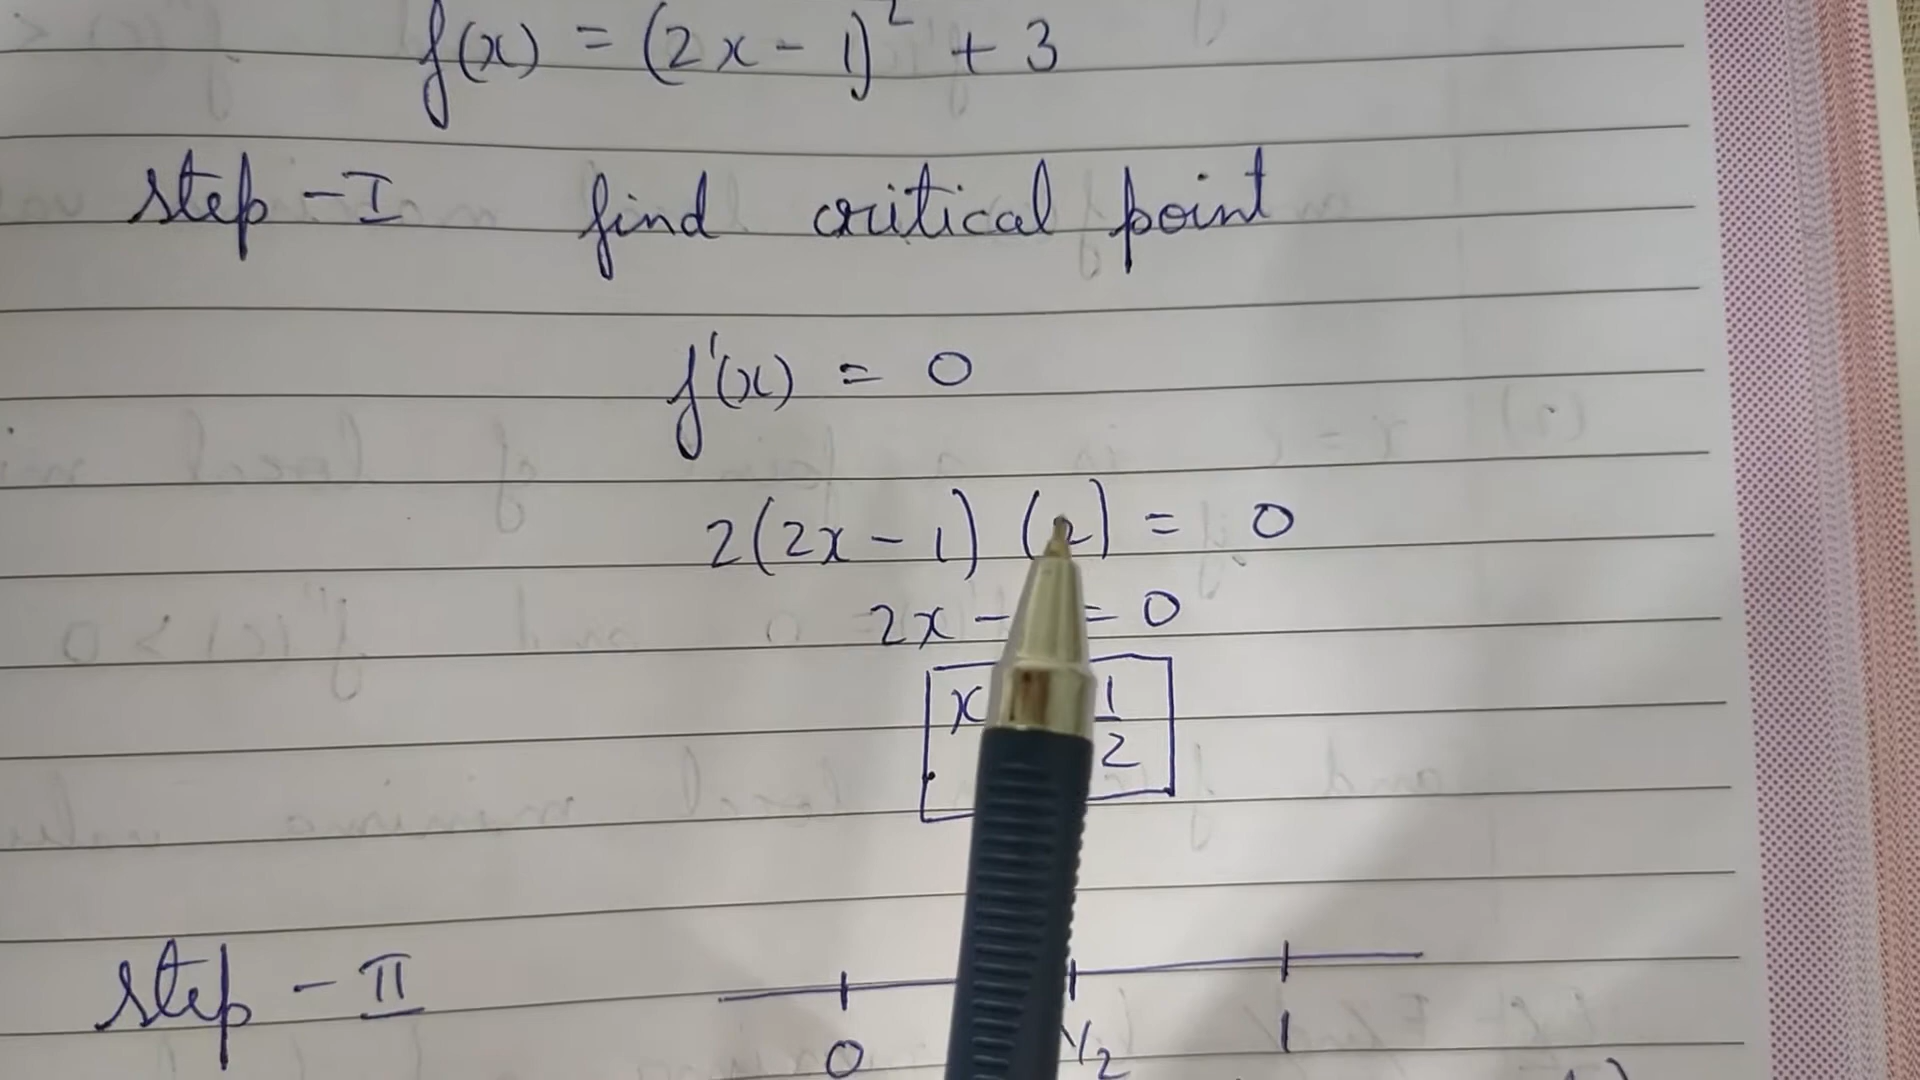 f(x) = (2x - 1)² + 3
step - I find critical point
f'(x) = 0
2(2x - 1) (2) = 0
2x - = 0
x 1/2
step - II
0 1/2 1